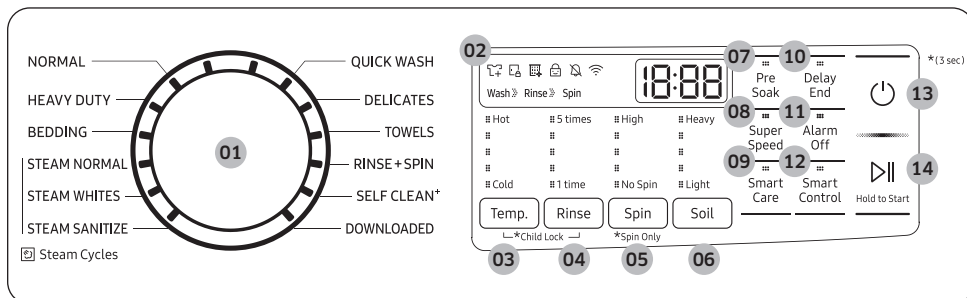 NORMAL
HEAVY DUTY
BEDDING
STEAM NORMAL
STEAM WHITES
STEAM SANITIZE
Steam Cycles
01
QUICK WASH
DELICATES
TOWELS
RINSE+SPIN
SELF CLEAN+
DOWNLOADED
02
Wash» Rinse» Spin
18:88
Hot 5 times High Heavy
Cold 1 time No Spin Light
Temp. Rinse Spin Soil
*Child Lock *Spin Only
03 04 05 06
07 10
Pre Soak
Delay End
08 11
Super Speed
Alarm Off
09 12
Smart Care
Smart Control
*(3 sec)
13
14
Hold to Start